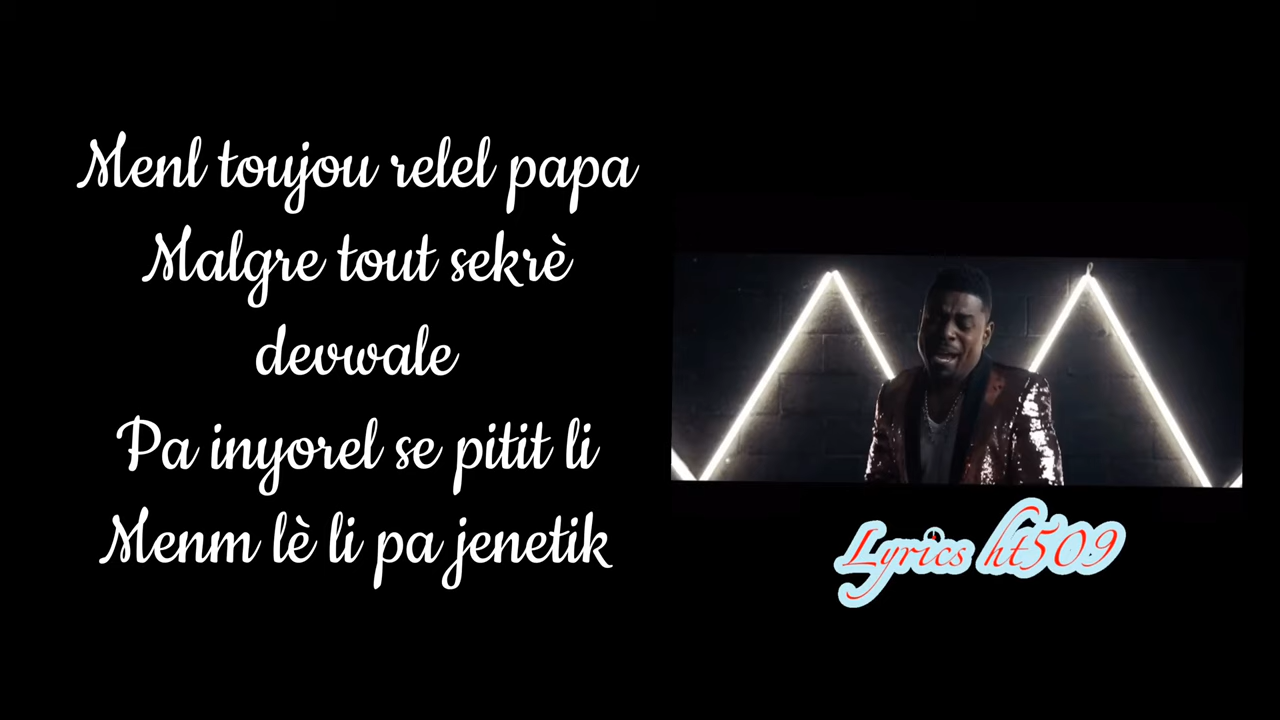 Menl toujou relel papa
Malgre tout sekrè
devwale
Pa inyorel se pitit li
Menm lè li pa jenetik
Lyrics ht509